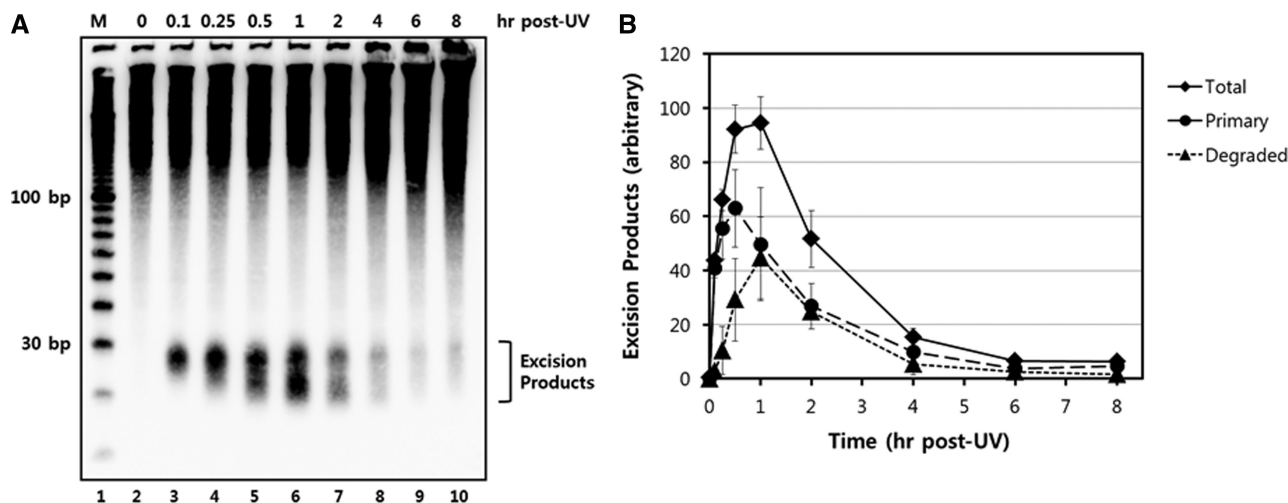 A
M 0 0.1 0.25 0.5 1 2 4 6 8 hr post-UV
100 bp
30 bp
Excision
Products
1 2 3 4 5 6 7 8 9 10
B
Excision Products (arbitrary)
120
100
80
60
40
20
0
0 1 2 3 4 5 6 7 8
Time (hr post-UV)
Total
Primary
Degraded